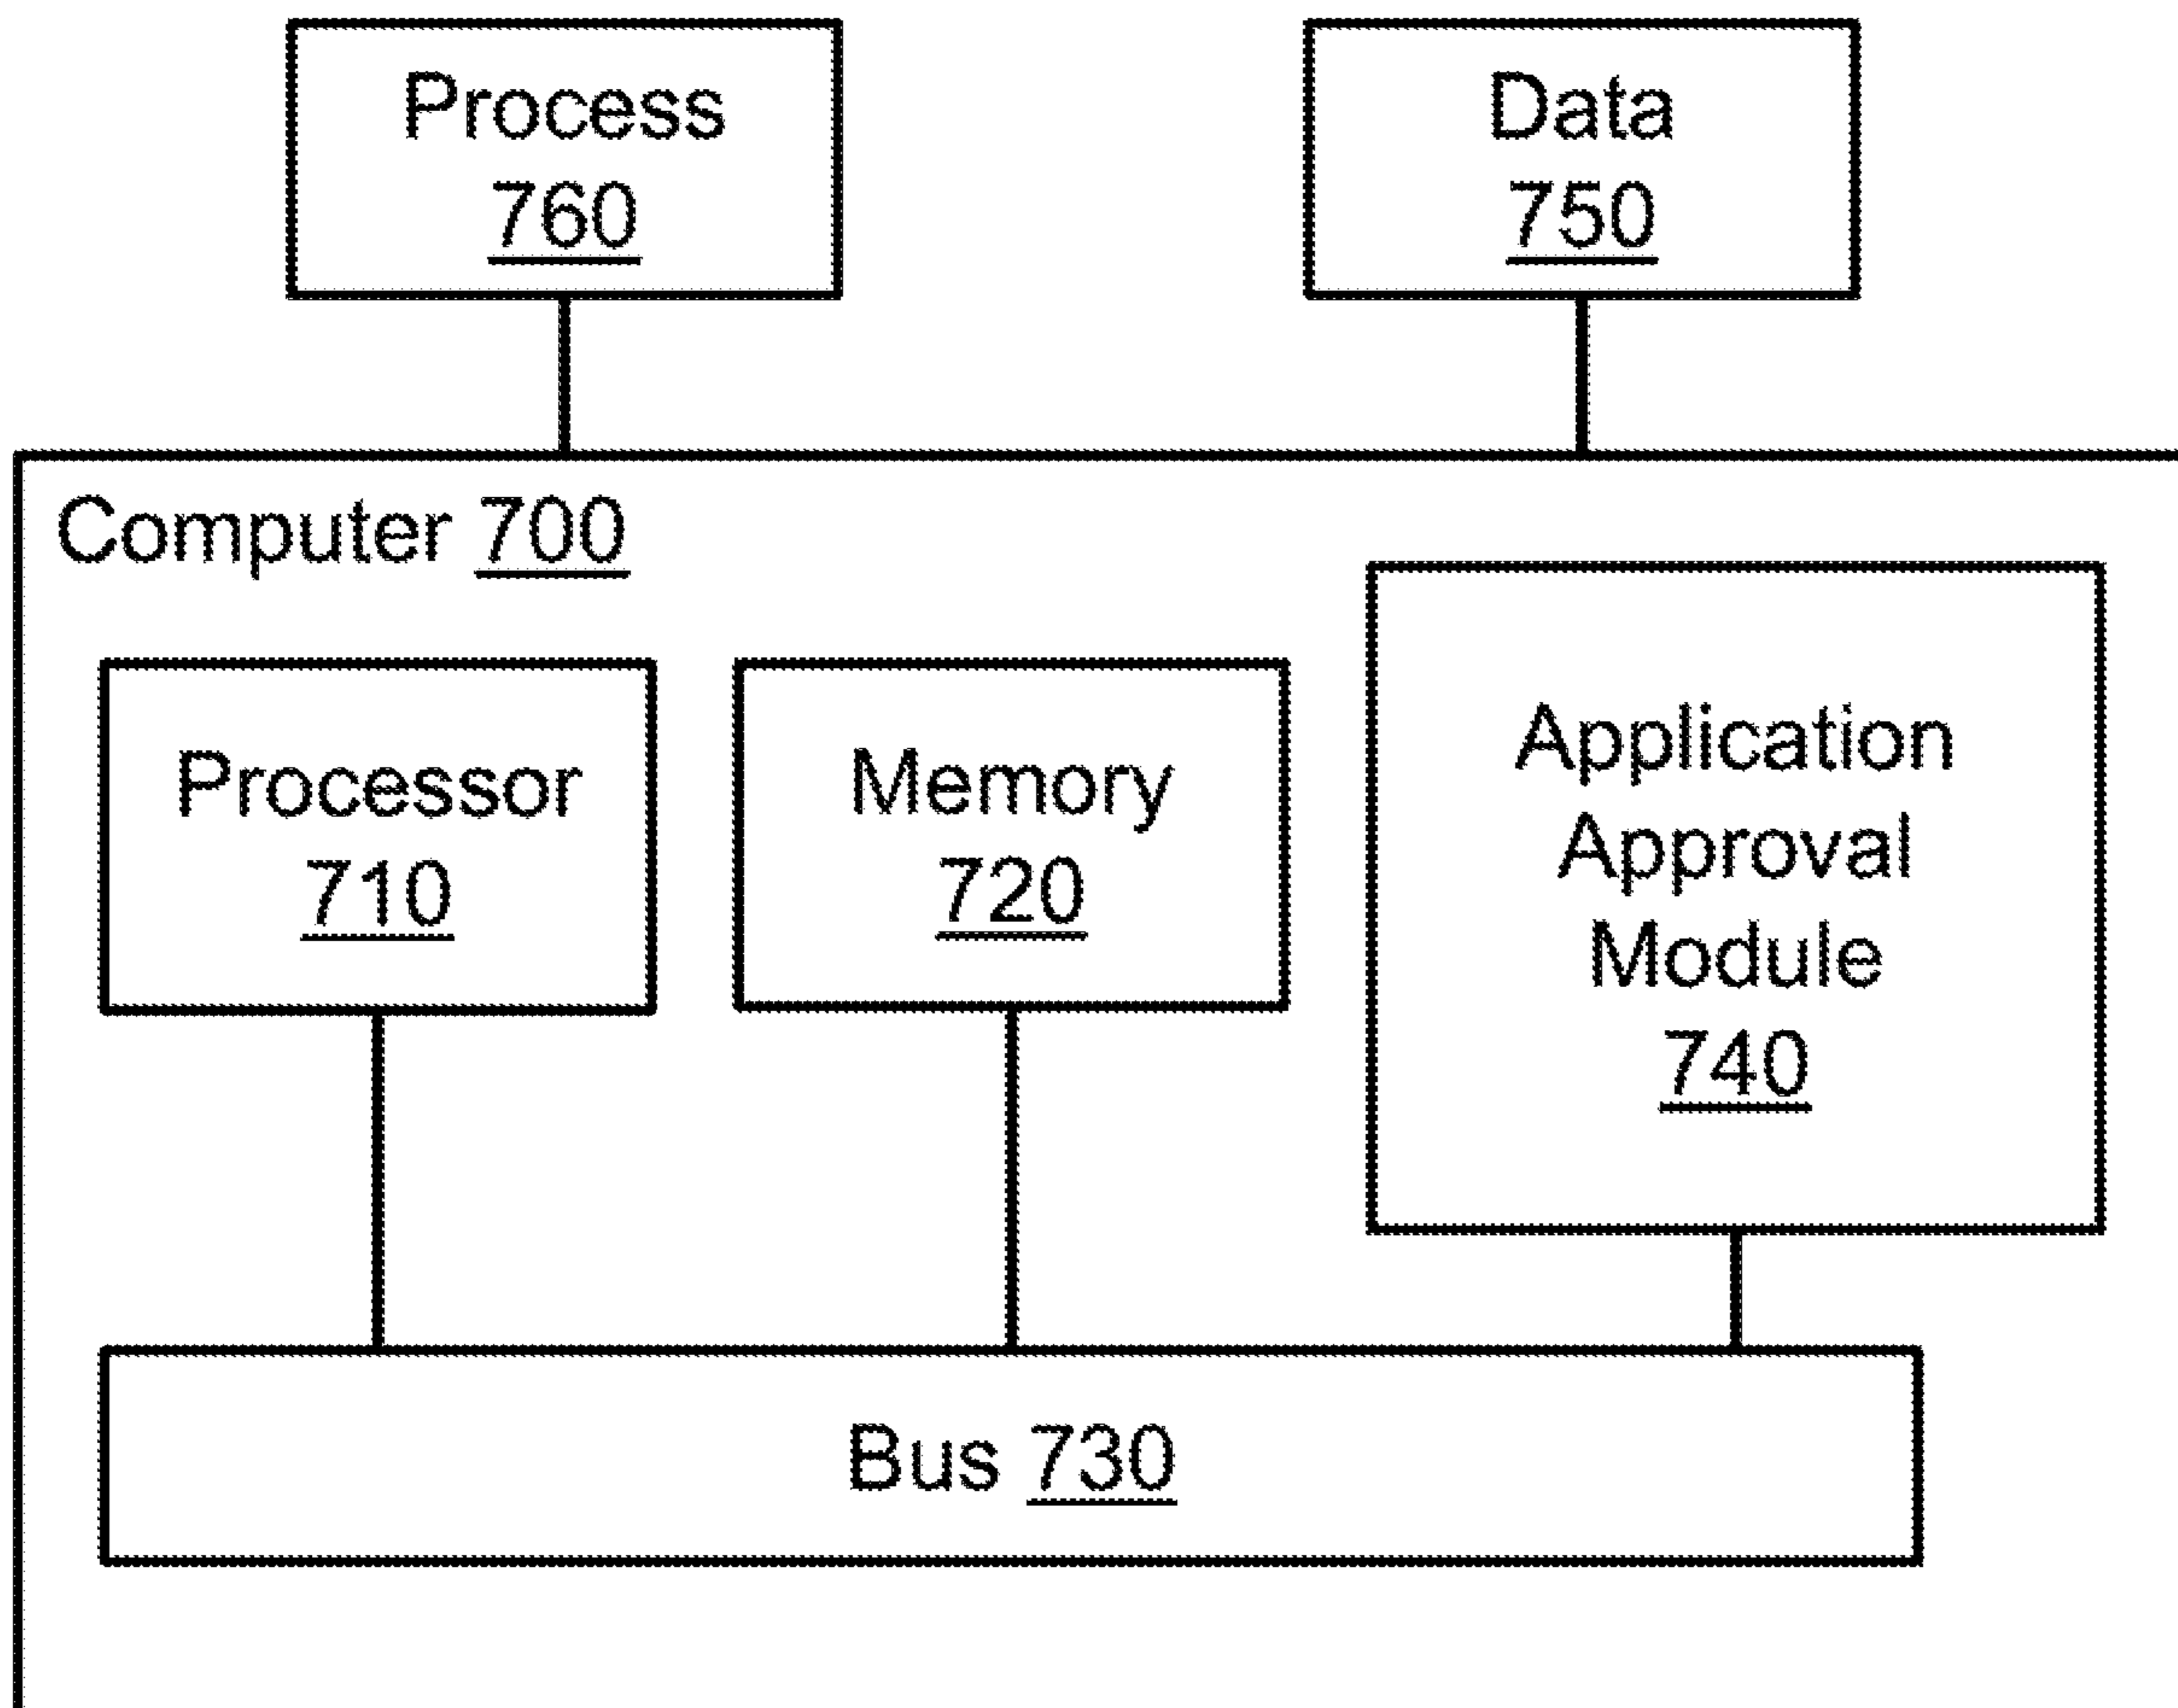 Process
760
Data
750
Computer 700
Processor
710
Memory
720
Application
Approval
Module
740
Bus 730